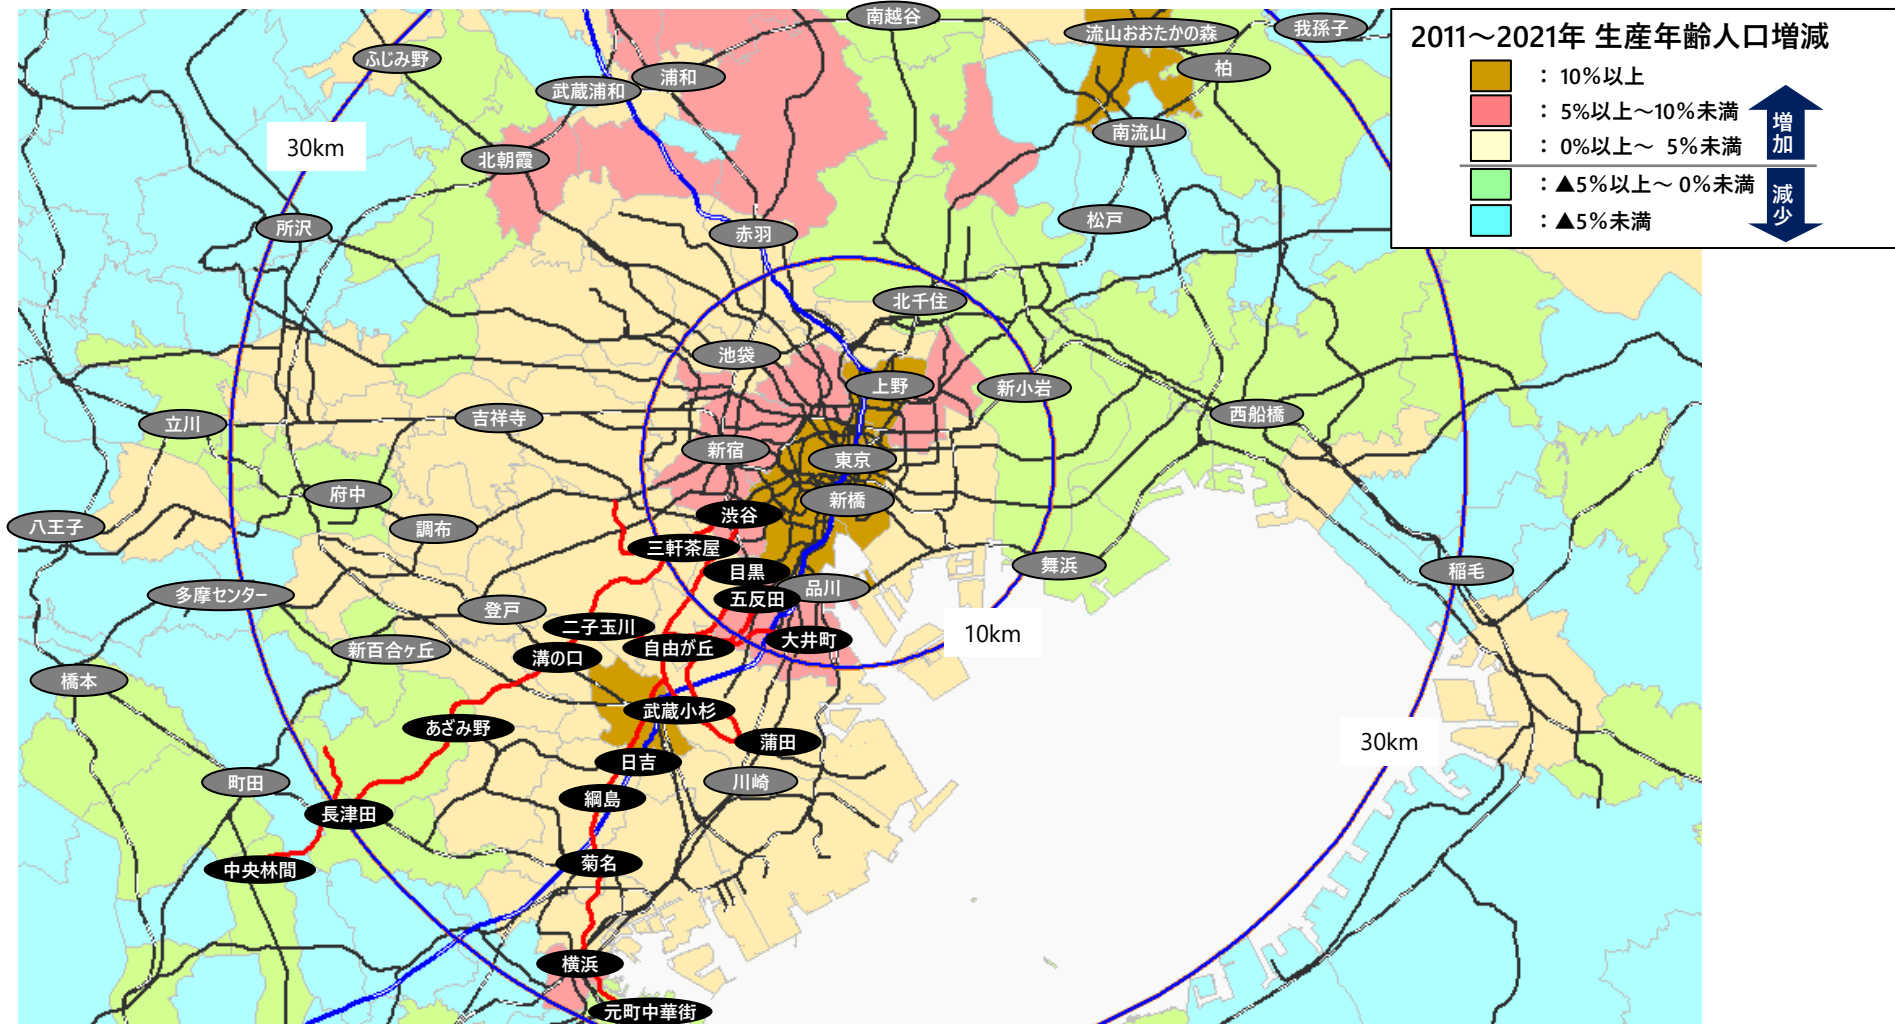 2011～2021年 生産年齢人口増減
：10%以上
：5%以上～10%未満
：0%以上～ 5%未満
：▲5%以上～ 0%未満
：▲5%未満
増加
減少
南越谷
流山おおたかの森
我孫子
ふじみ野
武蔵浦和
浦和
柏
30km
北朝霞
南流山
所沢
赤羽
松戸
北千住
池袋
上野
新小岩
立川
吉祥寺
西船橋
新宿
東京
府中
新橋
八王子
調布
渋谷
三軒茶屋
目黒
舞浜
稲毛
多摩センター
登戸
五反田
品川
二子玉川
10km
新百合ヶ丘
溝の口
自由が丘
大井町
橋本
武蔵小杉
あざみ野
蒲田
30km
日吉
町田
川崎
綱島
長津田
中央林間
菊名
横浜
元町中華街